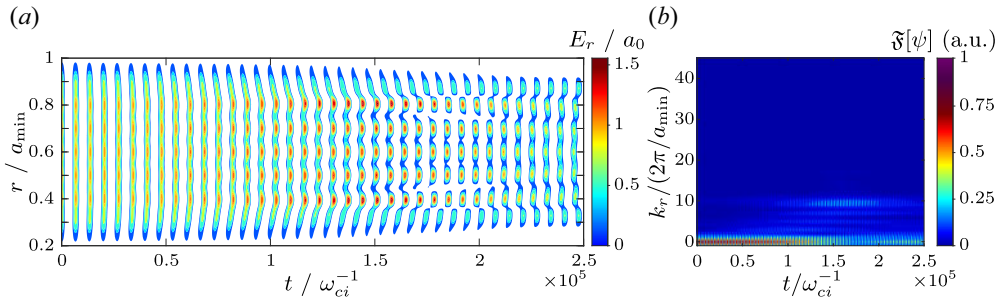 (a)
E_r / a_0
1
0.8
0.6
0.4
0.2
r / a_min
0 0.5 1 1.5 2 2.5
×10^5
t / ω_ci^−1
1.5
1
0.5
0
(b)
𝔉[ψ] (a.u.)
40
30
20
10
0
k_r/(2π/a_min)
0 0.5 1 1.5 2 2.5
×10^5
t/ω_ci^−1
1
0.75
0.5
0.25
0